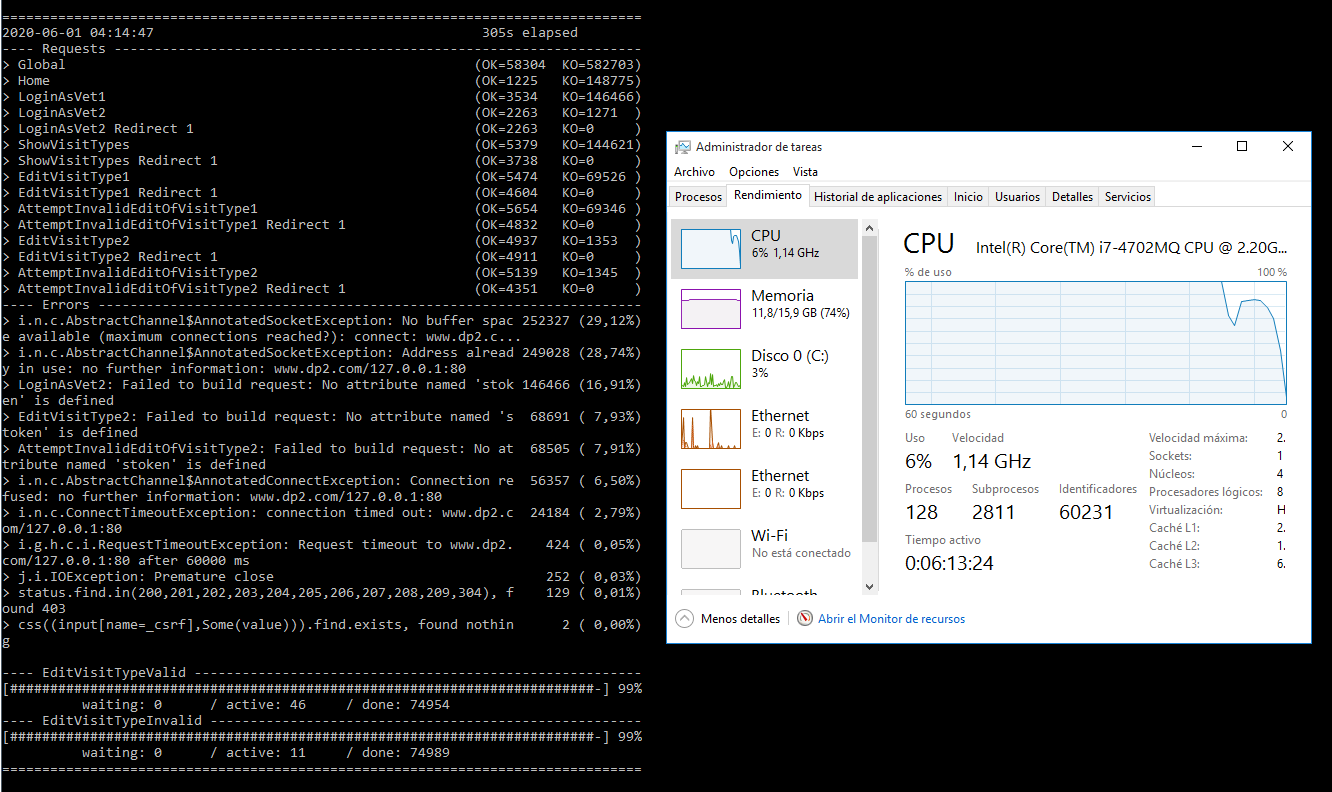 ================================================================================
2020-06-01 04:14:47                                         305s elapsed
---- Requests ------------------------------------------------------------------
> Global                                                   (OK=58304  KO=582703)
> Home                                                     (OK=1225   KO=148775)
> LoginAsVet1                                              (OK=3534   KO=146466)
> LoginAsVet2                                              (OK=2263   KO=1271  )
> LoginAsVet2 Redirect 1                                   (OK=2263   KO=0     )
> ShowVisitTypes                                           (OK=5379   KO=144621)
> ShowVisitTypes Redirect 1                                (OK=3738   KO=0     )
> EditVisitType1                                           (OK=5474   KO=69526 )
> EditVisitType1 Redirect 1                                (OK=4604   KO=0     )
> AttemptInvalidEditOfVisitType1                           (OK=5654   KO=69346 )
> AttemptInvalidEditOfVisitType1 Redirect 1                (OK=4832   KO=0     )
> EditVisitType2                                           (OK=4937   KO=1353  )
> EditVisitType2 Redirect 1                                (OK=4911   KO=0     )
> AttemptInvalidEditOfVisitType2                           (OK=5139   KO=1345  )
> AttemptInvalidEditOfVisitType2 Redirect 1                (OK=4351   KO=0     )
---- Errors --------------------------------------------------------------------
> i.n.c.AbstractChannel$AnnotatedSocketException: No buffer spac 252327 (29,12%)
e available (maximum connections reached?): connect: www.dp2.c...
> i.n.c.AbstractChannel$AnnotatedSocketException: Address alread 249028 (28,74%)
y in use: no further information: www.dp2.com/127.0.0.1:80
> LoginAsVet2: Failed to build request: No attribute named 'stok 146466 (16,91%)
en' is defined
> EditVisitType2: Failed to build request: No attribute named 's  68691 ( 7,93%)
token' is defined
> AttemptInvalidEditOfVisitType2: Failed to build request: No at  68505 ( 7,91%)
tribute named 'stoken' is defined
> i.n.c.AbstractChannel$AnnotatedConnectException: Connection re  56357 ( 6,50%)
fused: no further information: www.dp2.com/127.0.0.1:80
> i.n.c.ConnectTimeoutException: connection timed out: www.dp2.c  24184 ( 2,79%)
om/127.0.0.1:80
> i.g.h.c.i.RequestTimeoutException: Request timeout to www.dp2.    424 ( 0,05%)
com/127.0.0.1:80 after 60000 ms
> j.i.IOException: Premature close                                  252 ( 0,03%)
> status.find.in(200,201,202,203,204,205,206,207,208,209,304), f    129 ( 0,01%)
ound 403
> css((input[name=_csrf],Some(value))).find.exists, found nothin      2 ( 0,00%)
g
---- EditVisitTypeValid --------------------------------------------------------
[#########################################################################-] 99%
          waiting: 0      / active: 46     / done: 74954
---- EditVisitTypeInvalid ------------------------------------------------------
[#########################################################################-] 99%
          waiting: 0      / active: 11     / done: 74989
================================================================================
Administrador de tareas
Archivo Opciones Vista
Procesos Rendimiento Historial de aplicaciones Inicio Usuarios Detalles Servicios
CPU
6% 1,14 GHz
Memoria
11,8/15,9 GB (74%)
Disco 0 (C:)
3%
Ethernet
E: 0 R: 0 Kbps
Ethernet
E: 0 R: 0 Kbps
Wi-Fi
No está conectado
Bluetooth
CPU Intel(R) Core(TM) i7-4702MQ CPU @ 2.20G...
% de uso 100 %
60 segundos 0
Uso Velocidad
6% 1,14 GHz
Procesos Subprocesos Identificadores
128 2811 60231
Tiempo activo
0:06:13:24
Velocidad máxima: 2.
Sockets: 1
Núcleos: 4
Procesadores lógicos: 8
Virtualización: H
Caché L1: 2.
Caché L2: 1.
Caché L3: 6.
Menos detalles Abrir el Monitor de recursos